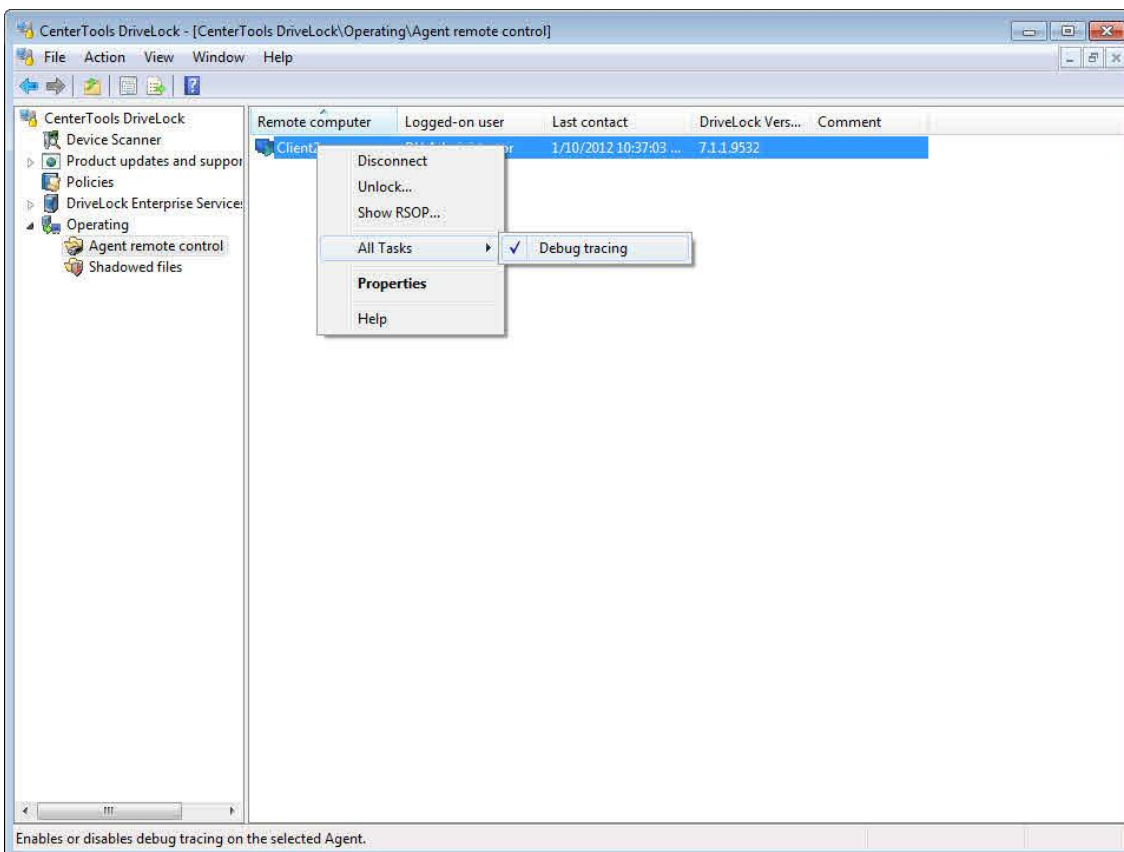 CenterTools DriveLock - [CenterTools DriveLock\Operating\Agent remote control]
File Action View Window Help
CenterTools DriveLock
Device Scanner
Product updates and suppor
Policies
DriveLock Enterprise Service
Operating
Agent remote control
Shadowed files
Remote computer Logged-on user Last contact DriveLock Vers... Comment
Client2 1/10/2012 10:37:03 ... 7.1.1.9532
Disconnect
Unlock...
Show RSOP...
All Tasks
Debug tracing
Properties
Help
Enables or disables debug tracing on the selected Agent.